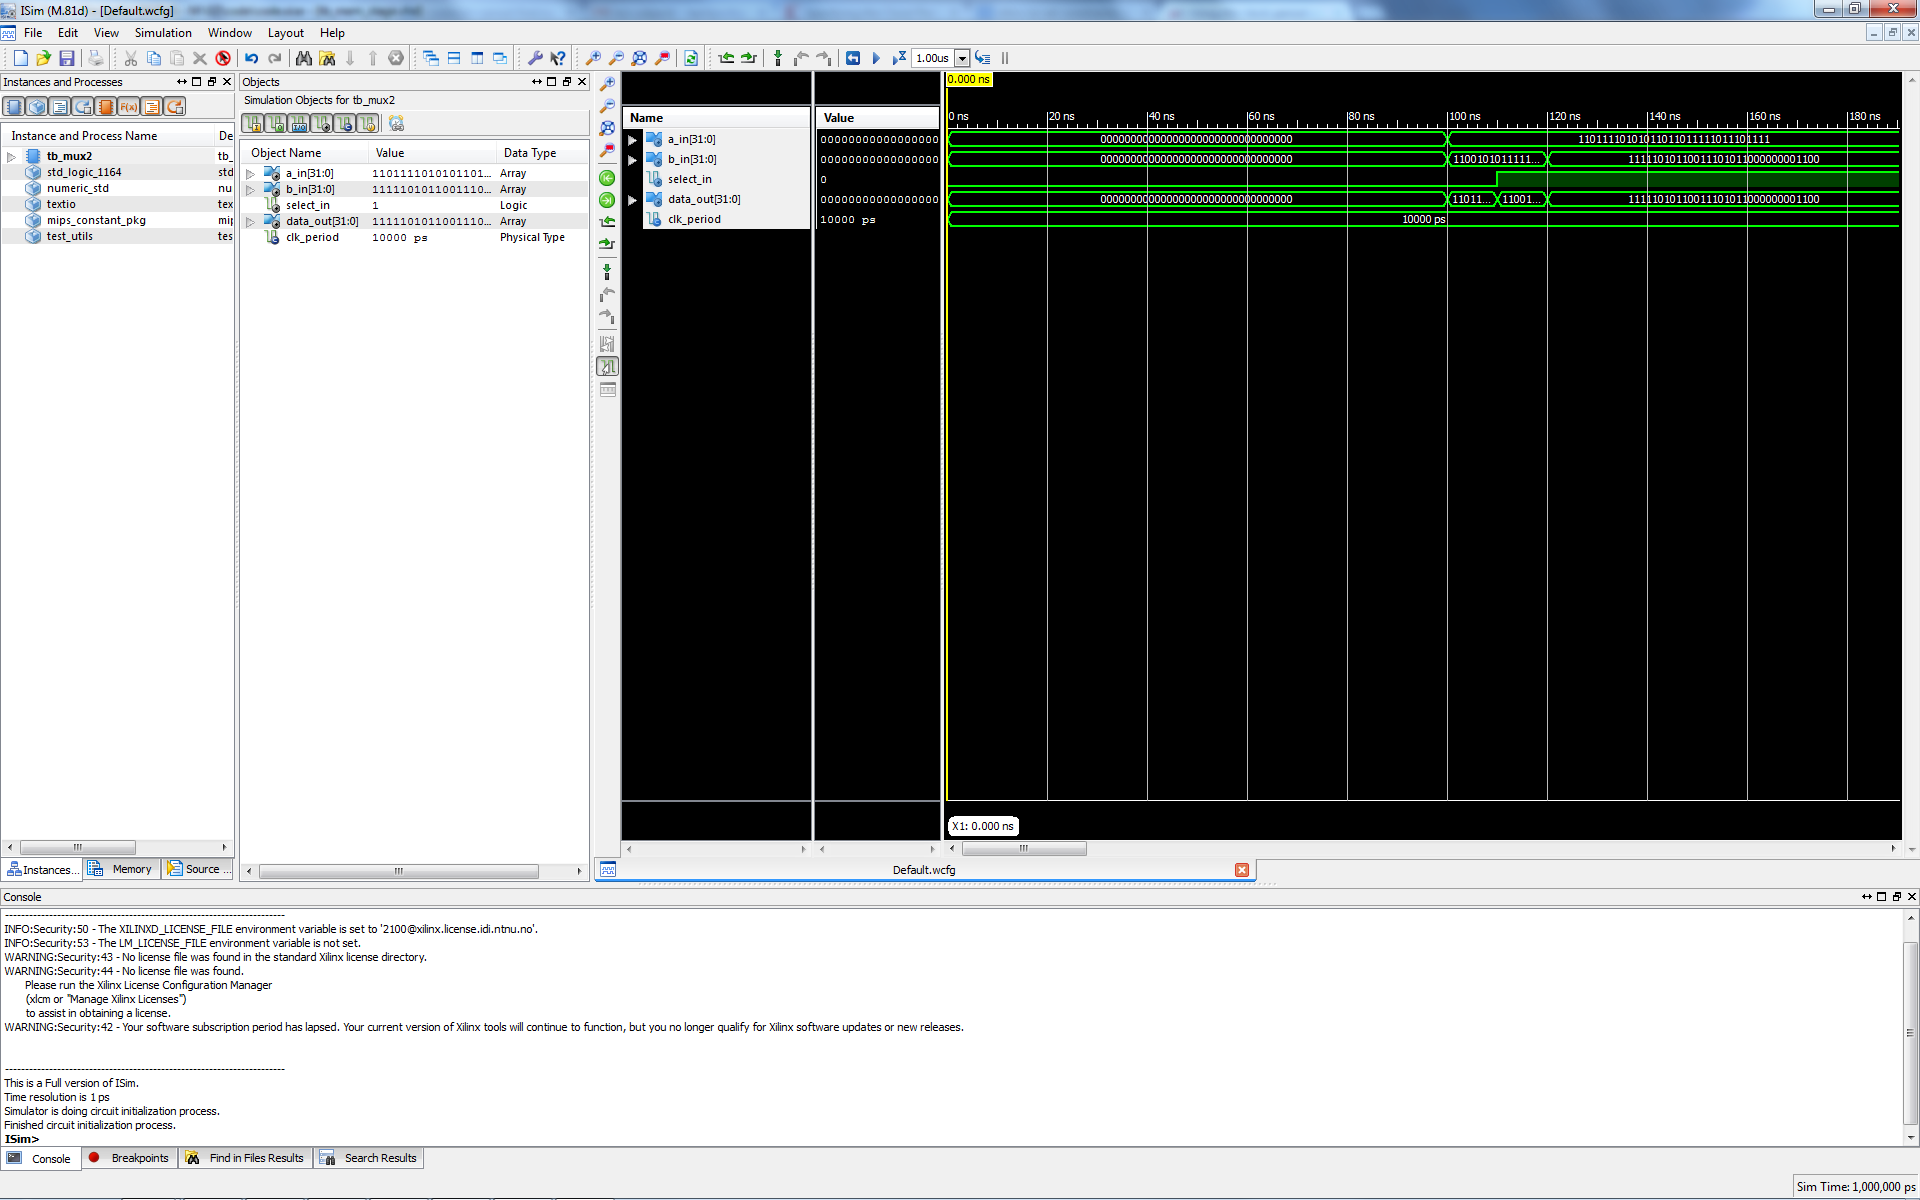 ISim (M.81d) - [Default.wcfg]
File Edit View Simulation Window Layout Help
1.00us
Instances and Processes
Instance and Process Name De
tb_mux2 tb_
std_logic_1164 std
numeric_std nu
textio tex
mips_constant_pkg mip
test_utils tes
Instances... Memory Source ...
Objects
Simulation Objects for tb_mux2
Object Name Value Data Type
a_in[31:0] 1101111010101101... Array
b_in[31:0] 1111101011001110... Array
select_in 1 Logic
data_out[31:0] 1111101011001110... Array
clk_period 10000 ps Physical Type
Name Value
a_in[31:0]
b_in[31:0]
select_in 0
data_out[31:0]
clk_period 10000 ps
0.000 ns
0 ns 20 ns 40 ns 60 ns 80 ns 100 ns 120 ns 140 ns 160 ns 180 ns
00000000000000000000000000000000 11011110101011011011111011101111
00000000000000000000000000000000 110010101111... 11111010110011101011000000001100
00000000000000000000000000000000 11011... 11001... 11111010110011101011000000001100
10000 ps
X1: 0.000 ns
Default.wcfg
Console
INFO:Security:50 - The XILINXD_LICENSE_FILE environment variable is set to '2100@xilinx.license.idi.ntnu.no'.
INFO:Security:53 - The LM_LICENSE_FILE environment variable is not set.
WARNING:Security:43 - No license file was found in the standard Xilinx license directory.
WARNING:Security:44 - No license file was found.
Please run the Xilinx License Configuration Manager
(xlcm or "Manage Xilinx Licenses")
to assist in obtaining a license.
WARNING:Security:42 - Your software subscription period has lapsed. Your current version of Xilinx tools will continue to function, but you no longer qualify for Xilinx software updates or new releases.
This is a Full version of ISim.
Time resolution is 1 ps
Simulator is doing circuit initialization process.
Finished circuit initialization process.
ISim>
Console Breakpoints Find in Files Results Search Results
Sim Time: 1,000,000 ps